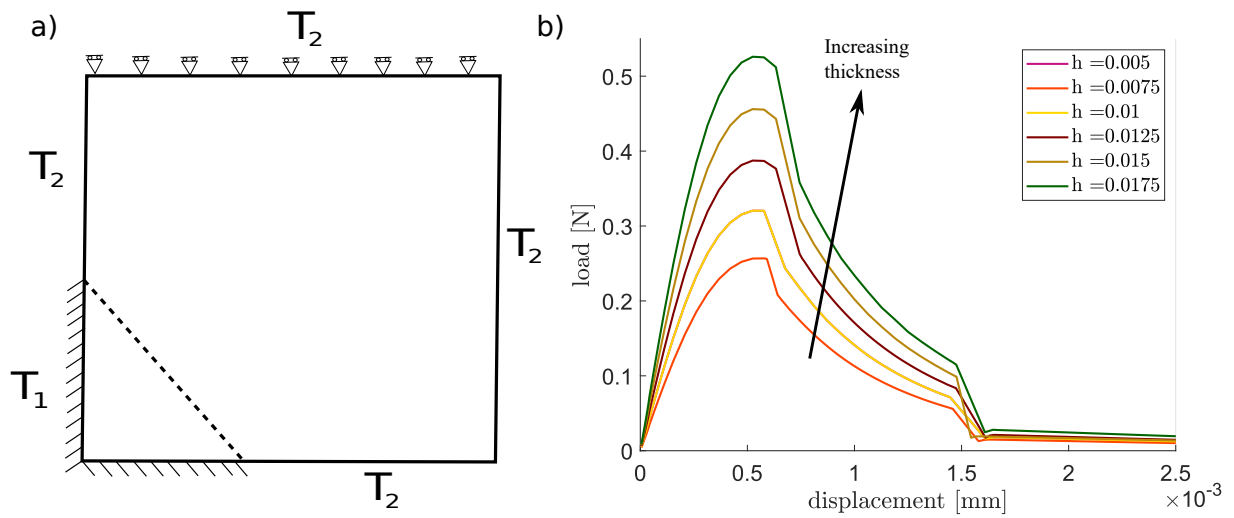 a)
T₂
T₂
T₂
T₁
T₂
b)
Increasing
thickness
h =0.005
h =0.0075
h =0.01
h =0.0125
h =0.015
h =0.0175
load [N]
0.5
0.4
0.3
0.2
0.1
0
0 0.5 1 1.5 2 2.5
displacement [mm]
×10⁻³